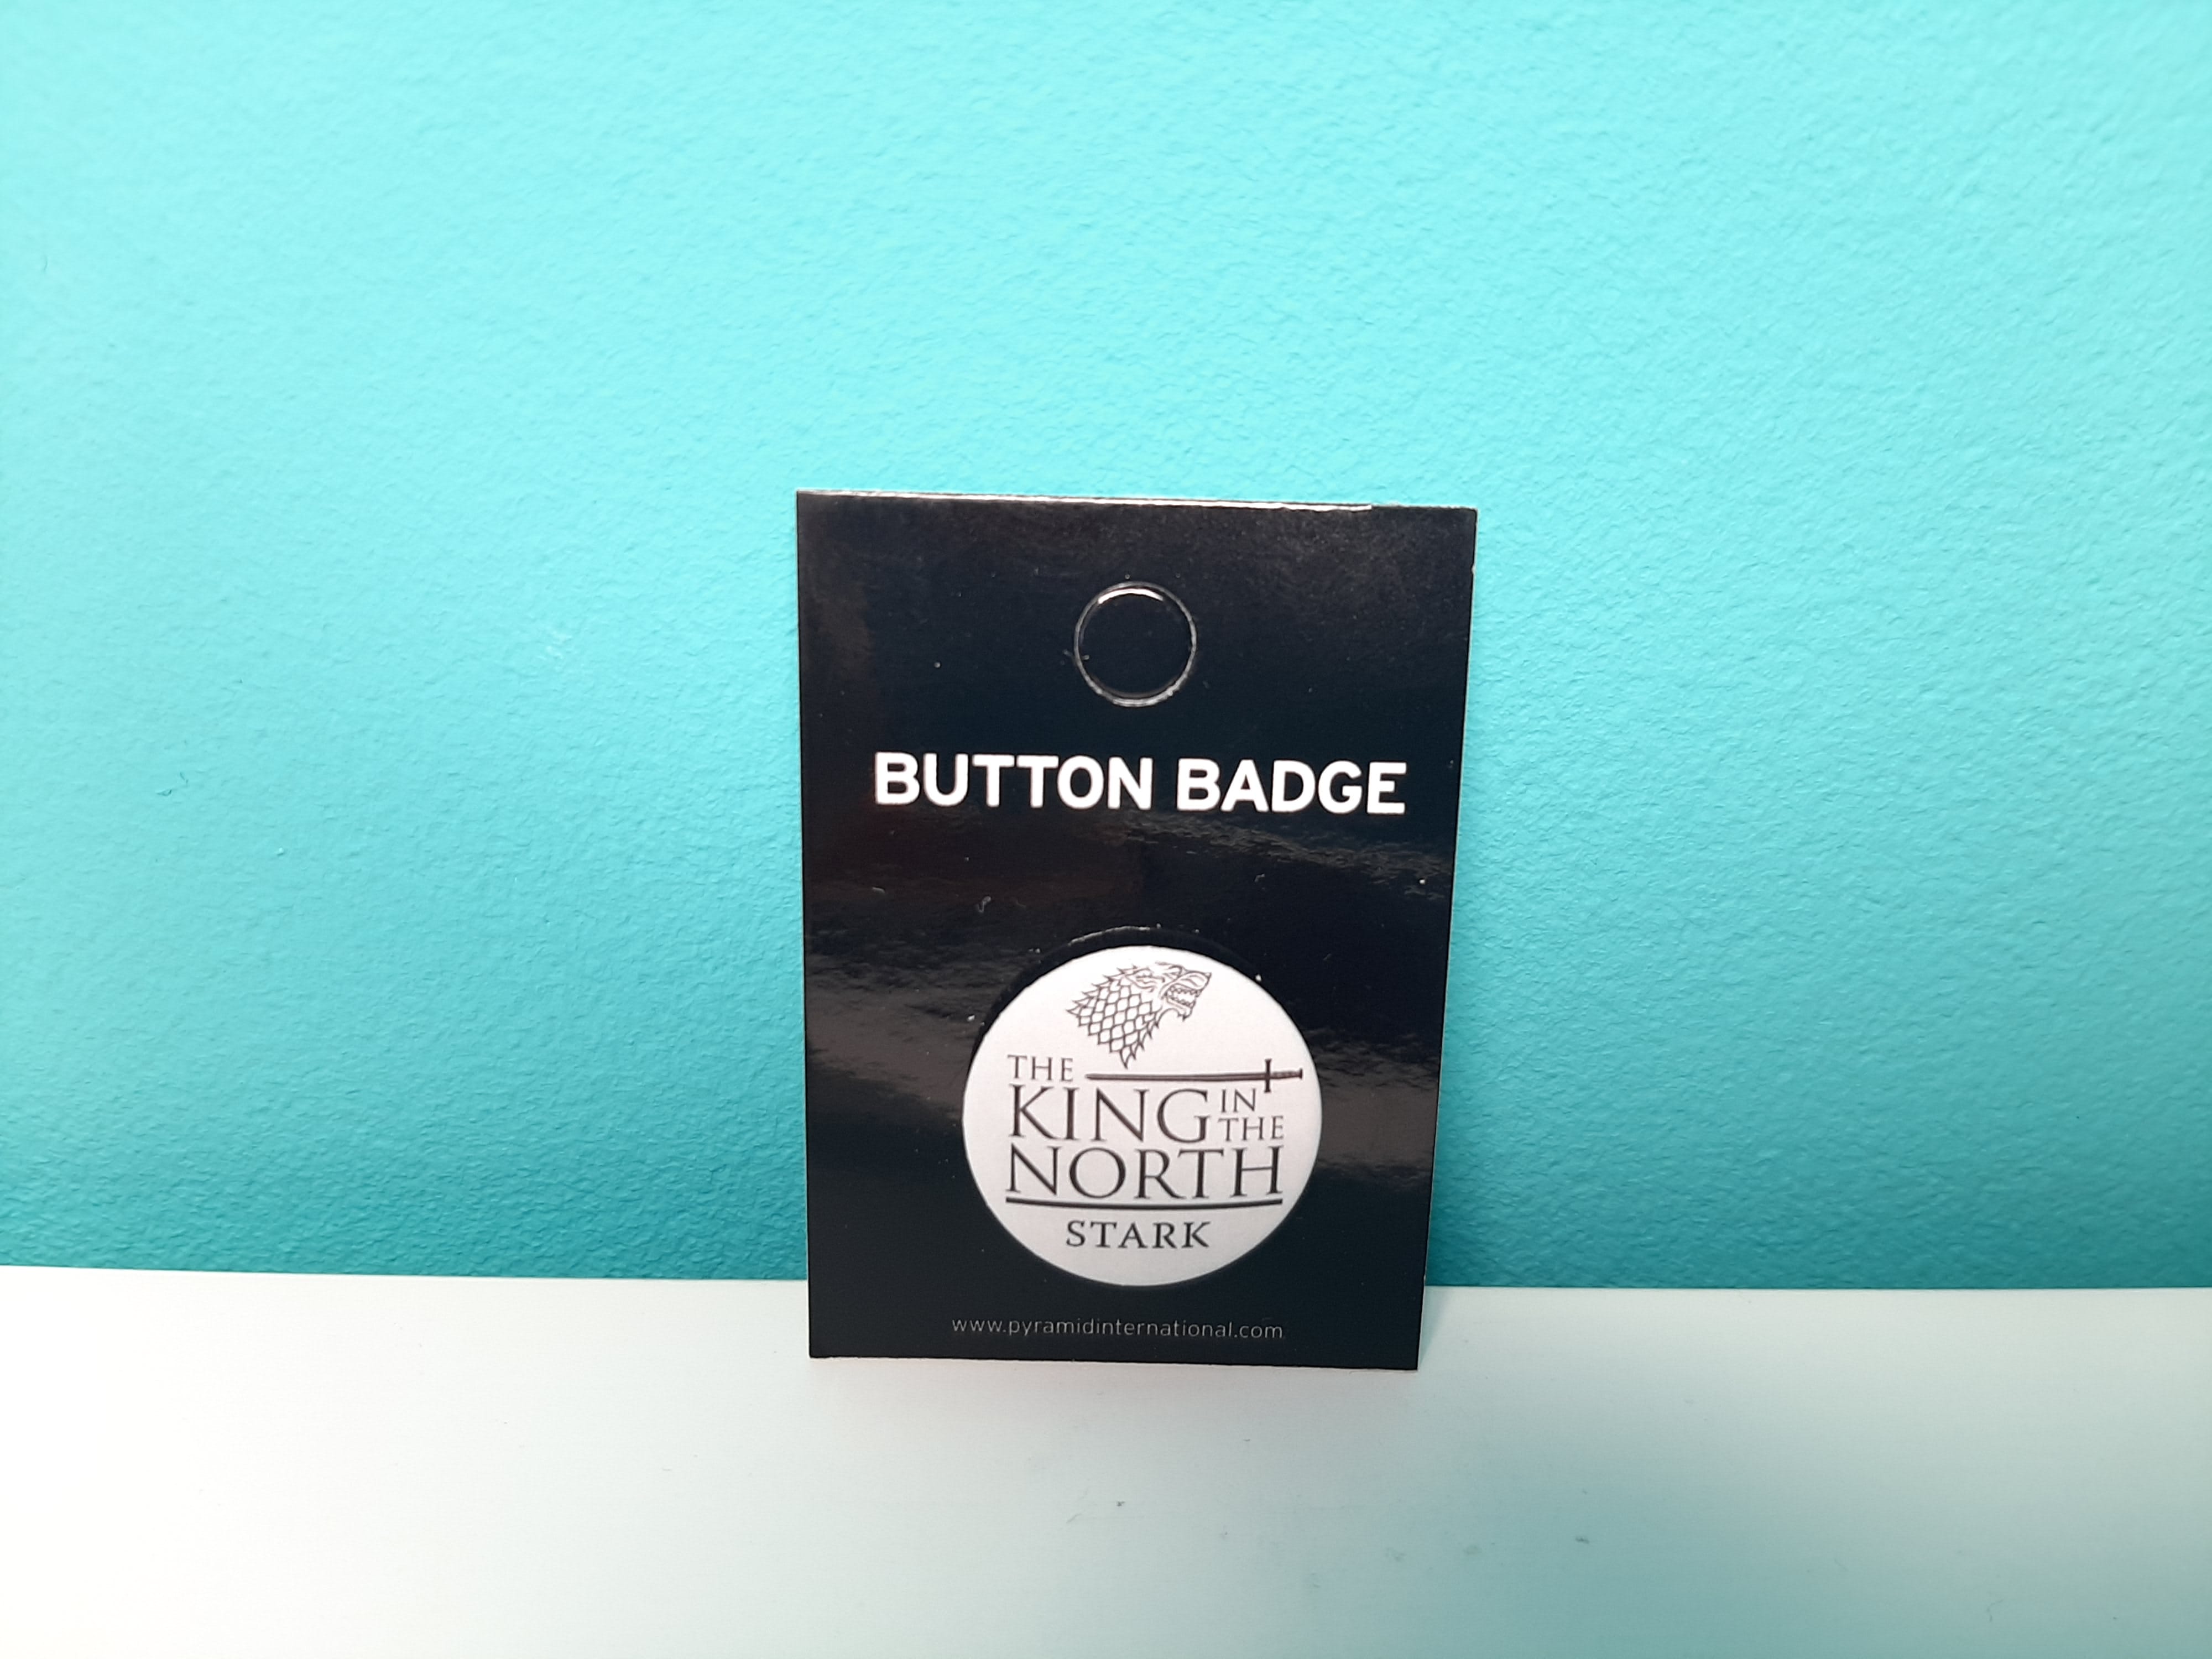 BUTTON BADGE
THE
KING IN THE
NORTH
STARK
www.pyramidinternational.com